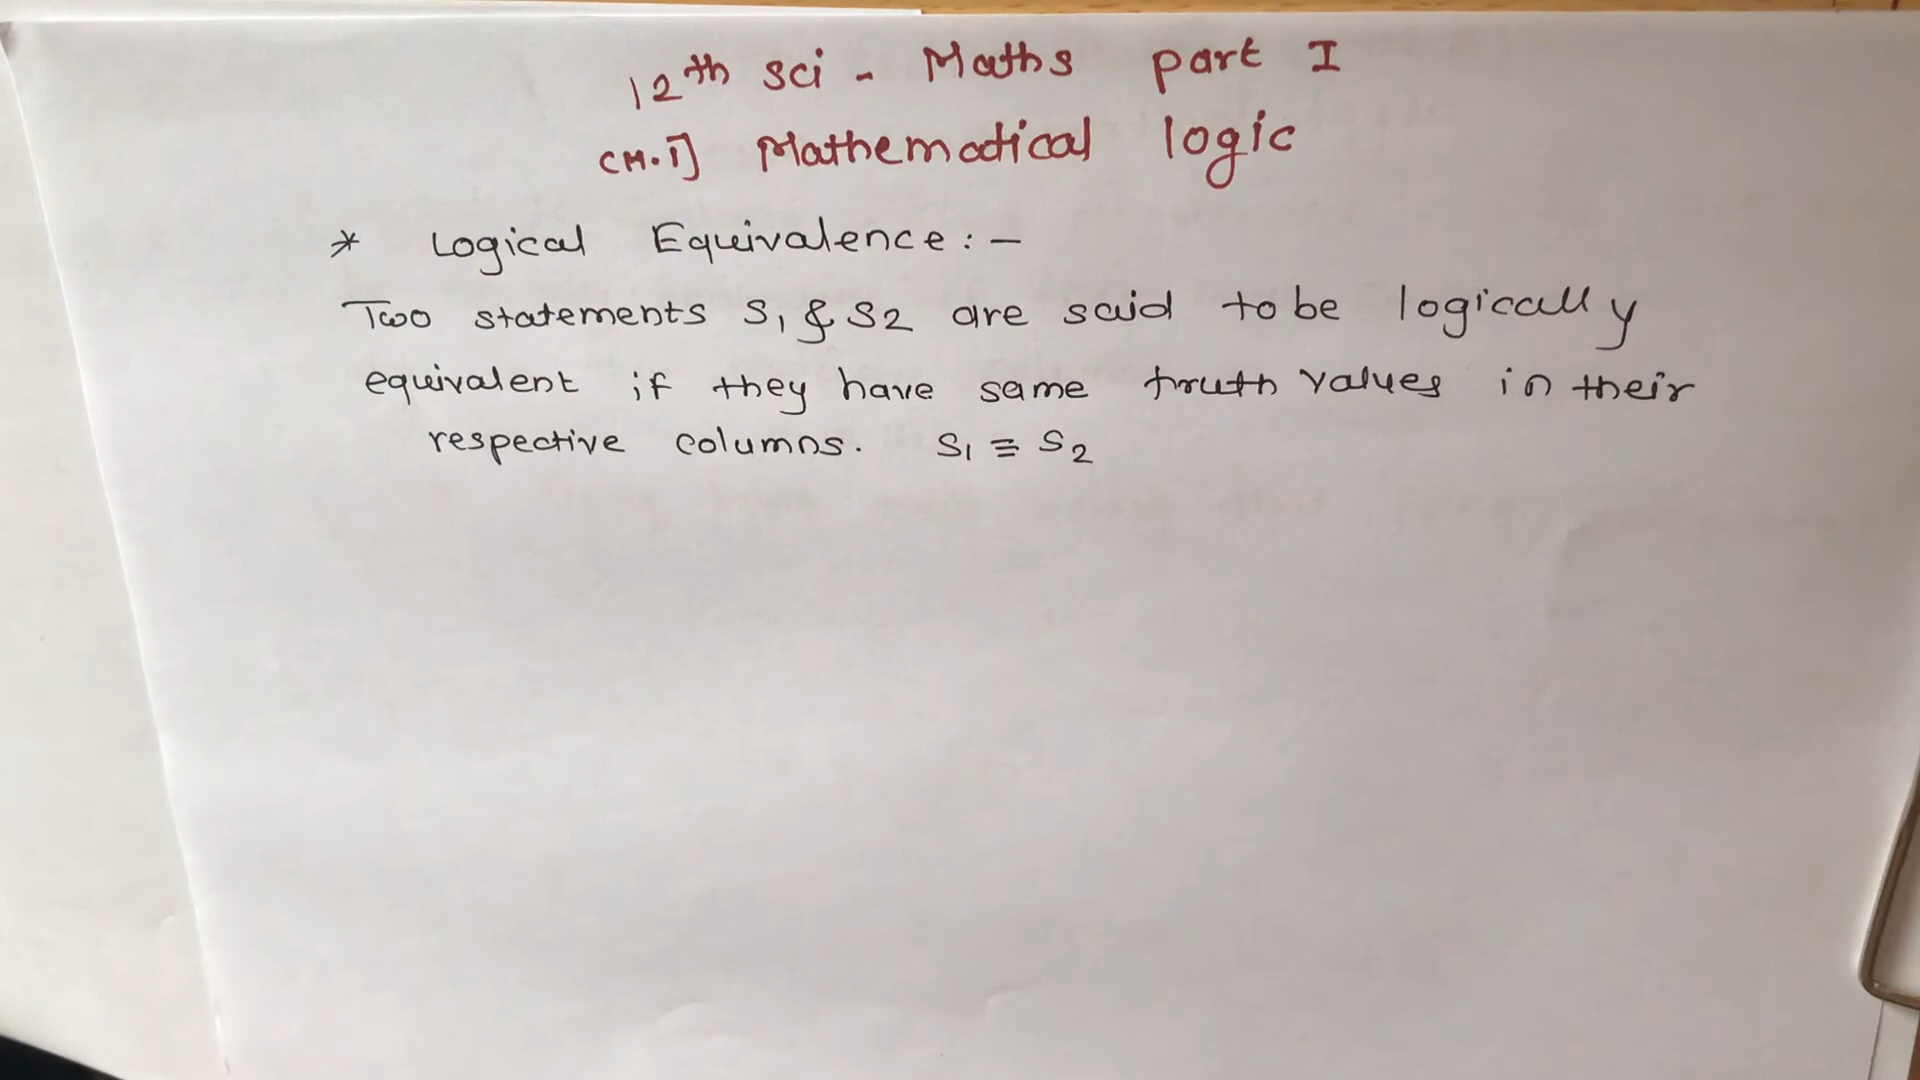 12th sci - Maths part I
CH.1] Mathematical logic
* Logical Equivalence:-
Two statements S1 & S2 are said to be logically
equivalent if they have same truth values in their
respective columns. S1 ≡ S2